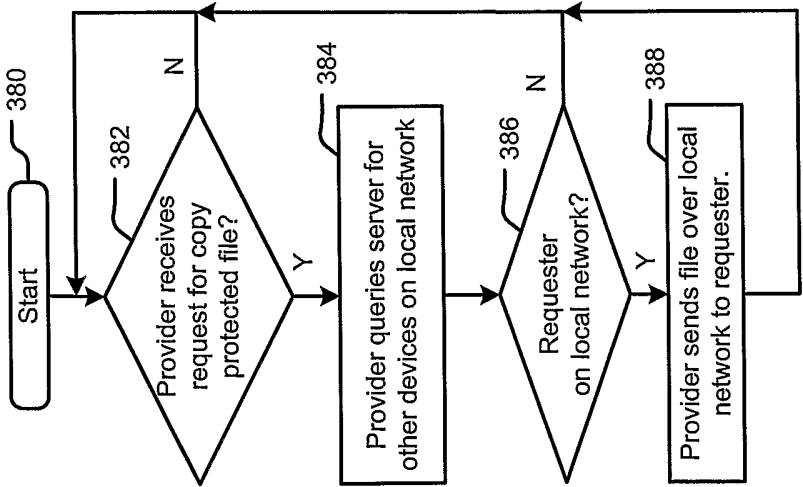 380
Start
382
Provider receives
request for copy
protected file?
N
Y
384
Provider queries server for
other devices on local network
386
Requester
on local network?
N
Y
388
Provider sends file over local
network to requester.